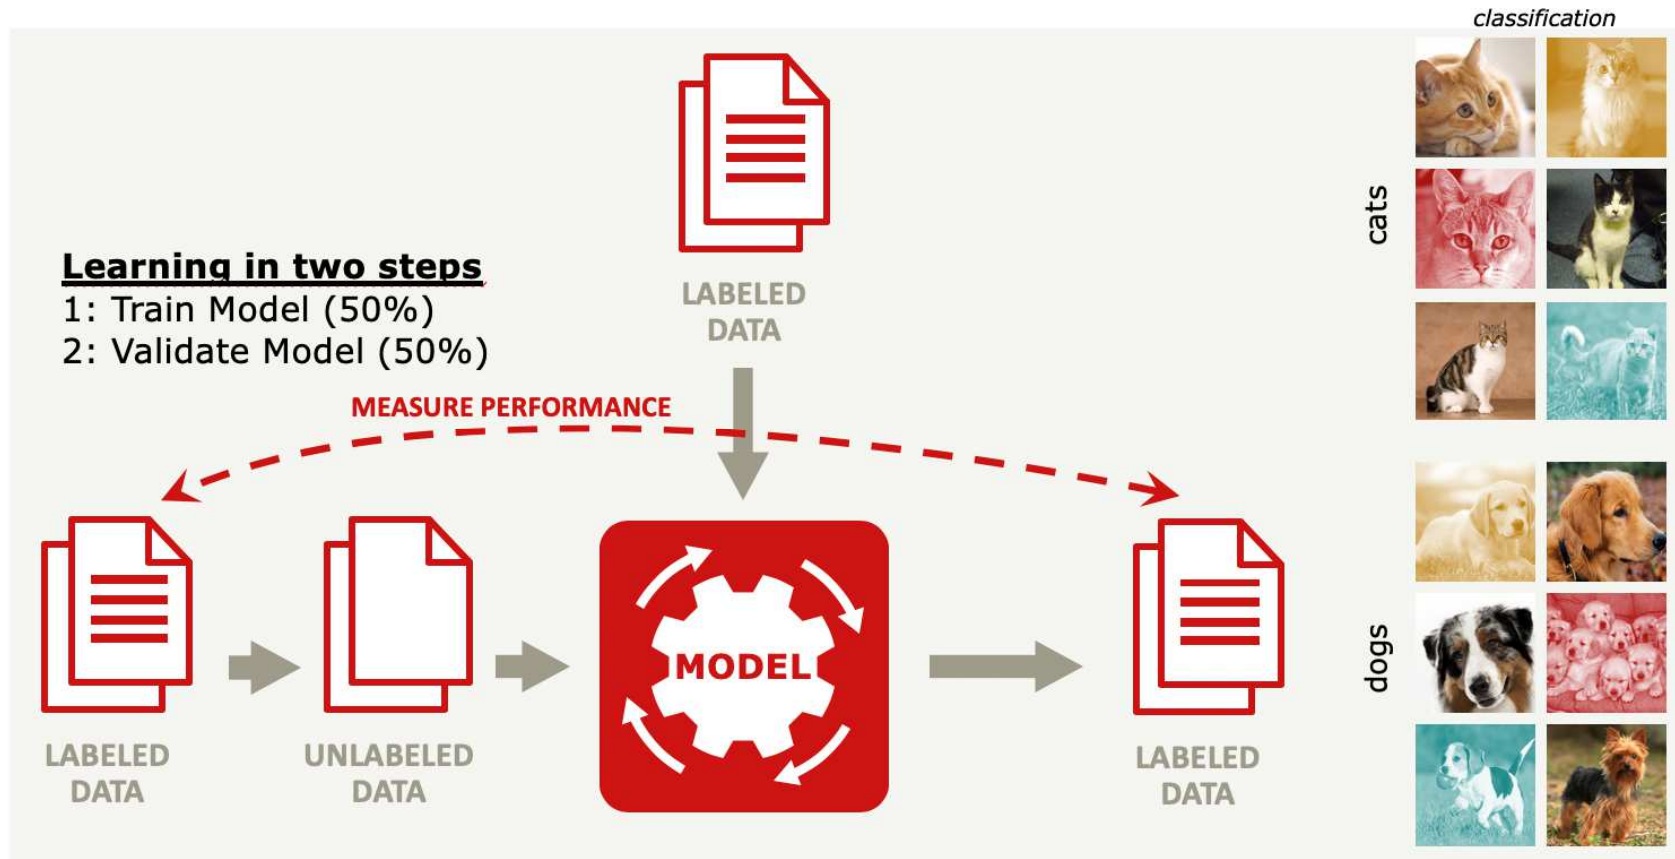 classification
cats
dogs
LABELED
DATA
Learning in two steps
1: Train Model (50%)
2: Validate Model (50%)
MEASURE PERFORMANCE
MODEL
LABELED
DATA
UNLABELED
DATA
LABELED
DATA